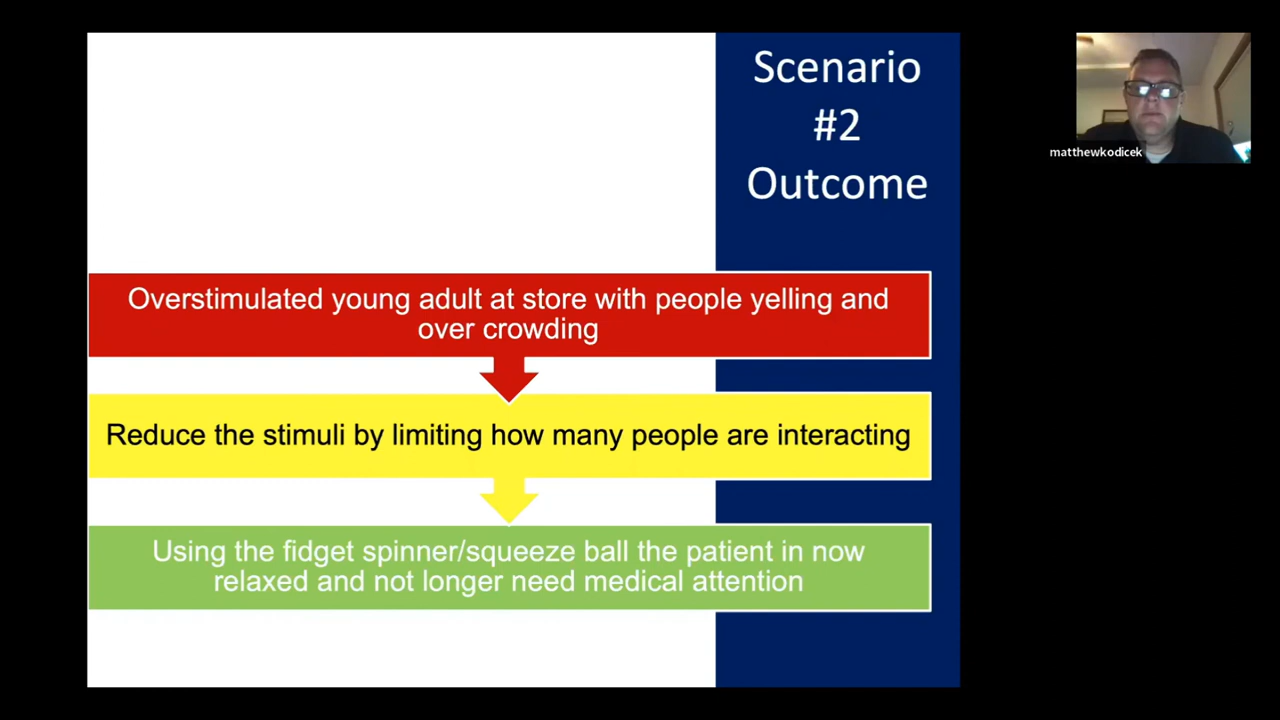 Scenario
#2
Outcome
matthewkodicek
Overstimulated young adult at store with people yelling and
over crowding
Reduce the stimuli by limiting how many people are interacting
Using the fidget spinner/squeeze ball the patient in now
relaxed and not longer need medical attention